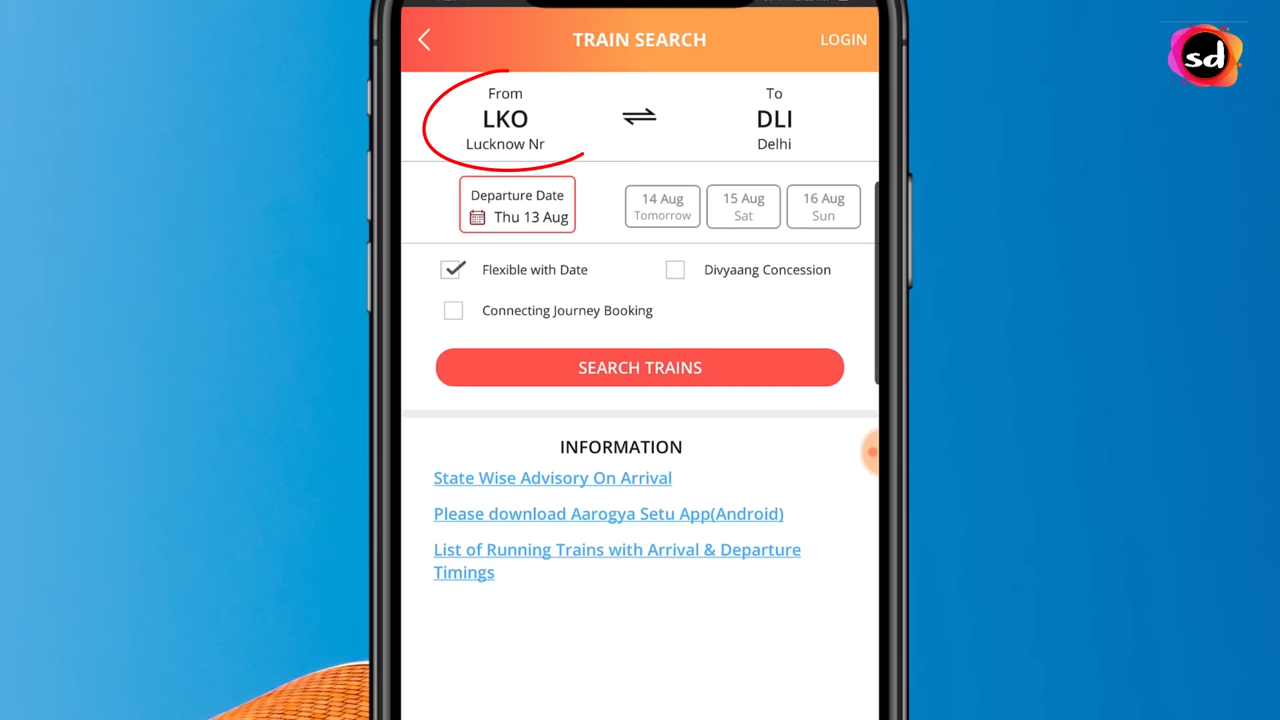 TRAIN SEARCH
LOGIN
sd
From
LKO
Lucknow Nr
To
DLI
Delhi
Departure Date
Thu 13 Aug
14 Aug
Tomorrow
15 Aug
Sat
16 Aug
Sun
Flexible with Date
Divyaang Concession
Connecting Journey Booking
SEARCH TRAINS
INFORMATION
State Wise Advisory On Arrival
Please download Aarogya Setu App(Android)
List of Running Trains with Arrival & Departure
Timings